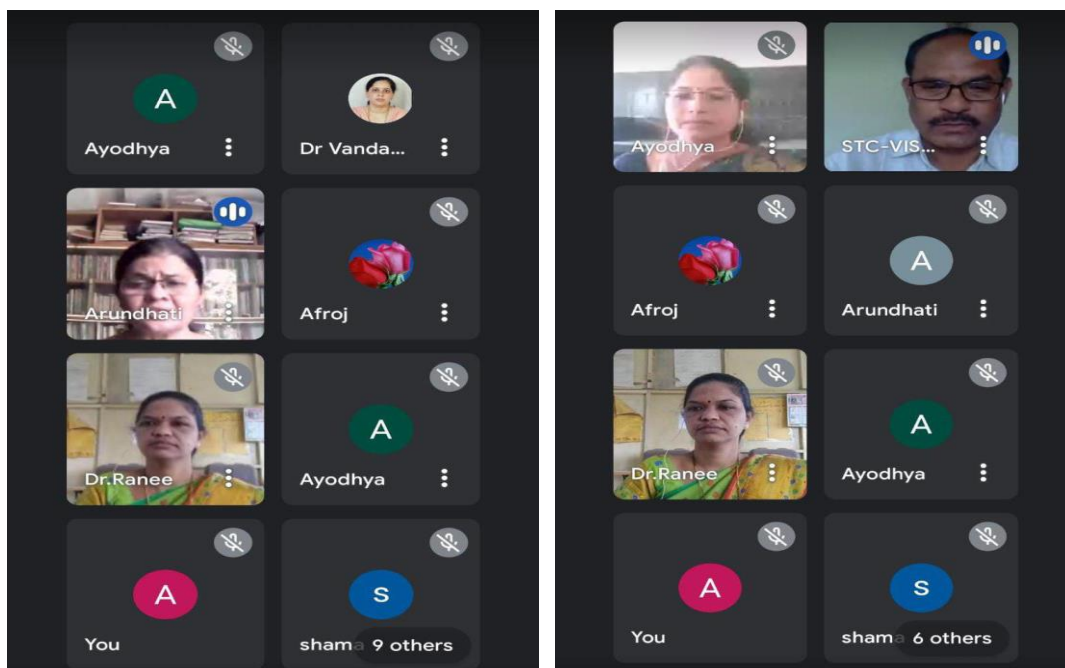 A
Ayodhya
Dr Vanda...
Arundhati
Afroj
Dr.Ranee
A
Ayodhya
A
You
s
shama 9 others
Ayodhya
STC-VIS...
Afroj
A
Arundhati
Dr.Ranee
A
Ayodhya
A
You
s
shama 6 others